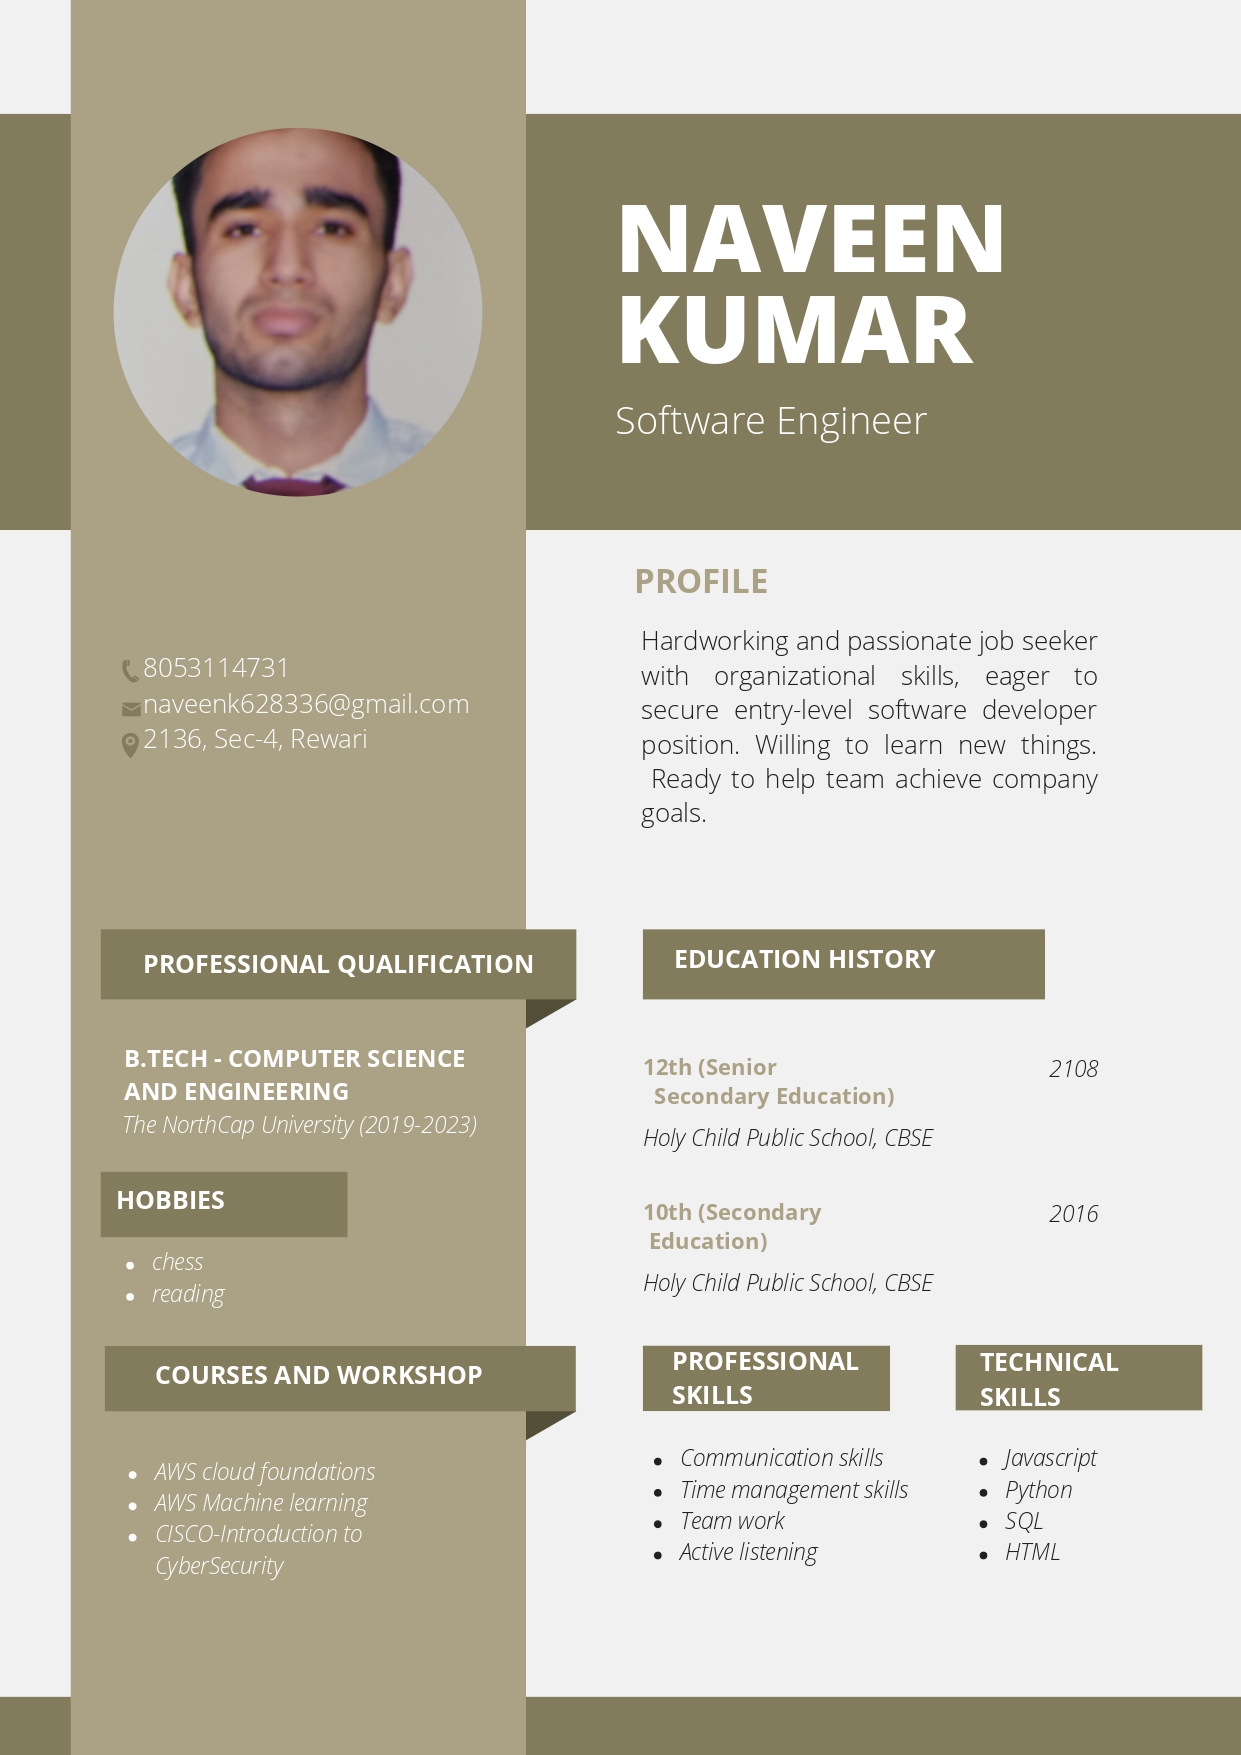 NAVEEN
KUMAR
Software Engineer
8053114731
naveenk628336@gmail.com
2136, Sec-4, Rewari
PROFILE
Hardworking and passionate job seeker
with organizational skills, eager to
secure entry-level software developer
position. Willing to learn new things.
Ready to help team achieve company
goals.
PROFESSIONAL QUALIFICATION
B.TECH - COMPUTER SCIENCE
AND ENGINEERING
The NorthCap University (2019-2023)
HOBBIES
• chess
• reading
COURSES AND WORKSHOP
• AWS cloud foundations
• AWS Machine learning
• CISCO-Introduction to
CyberSecurity
EDUCATION HISTORY
12th (Senior
Secondary Education)
2108
Holy Child Public School, CBSE
10th (Secondary
Education)
2016
Holy Child Public School, CBSE
PROFESSIONAL
SKILLS
• Communication skills
• Time management skills
• Team work
• Active listening
TECHNICAL
SKILLS
• Javascript
• Python
• SQL
• HTML